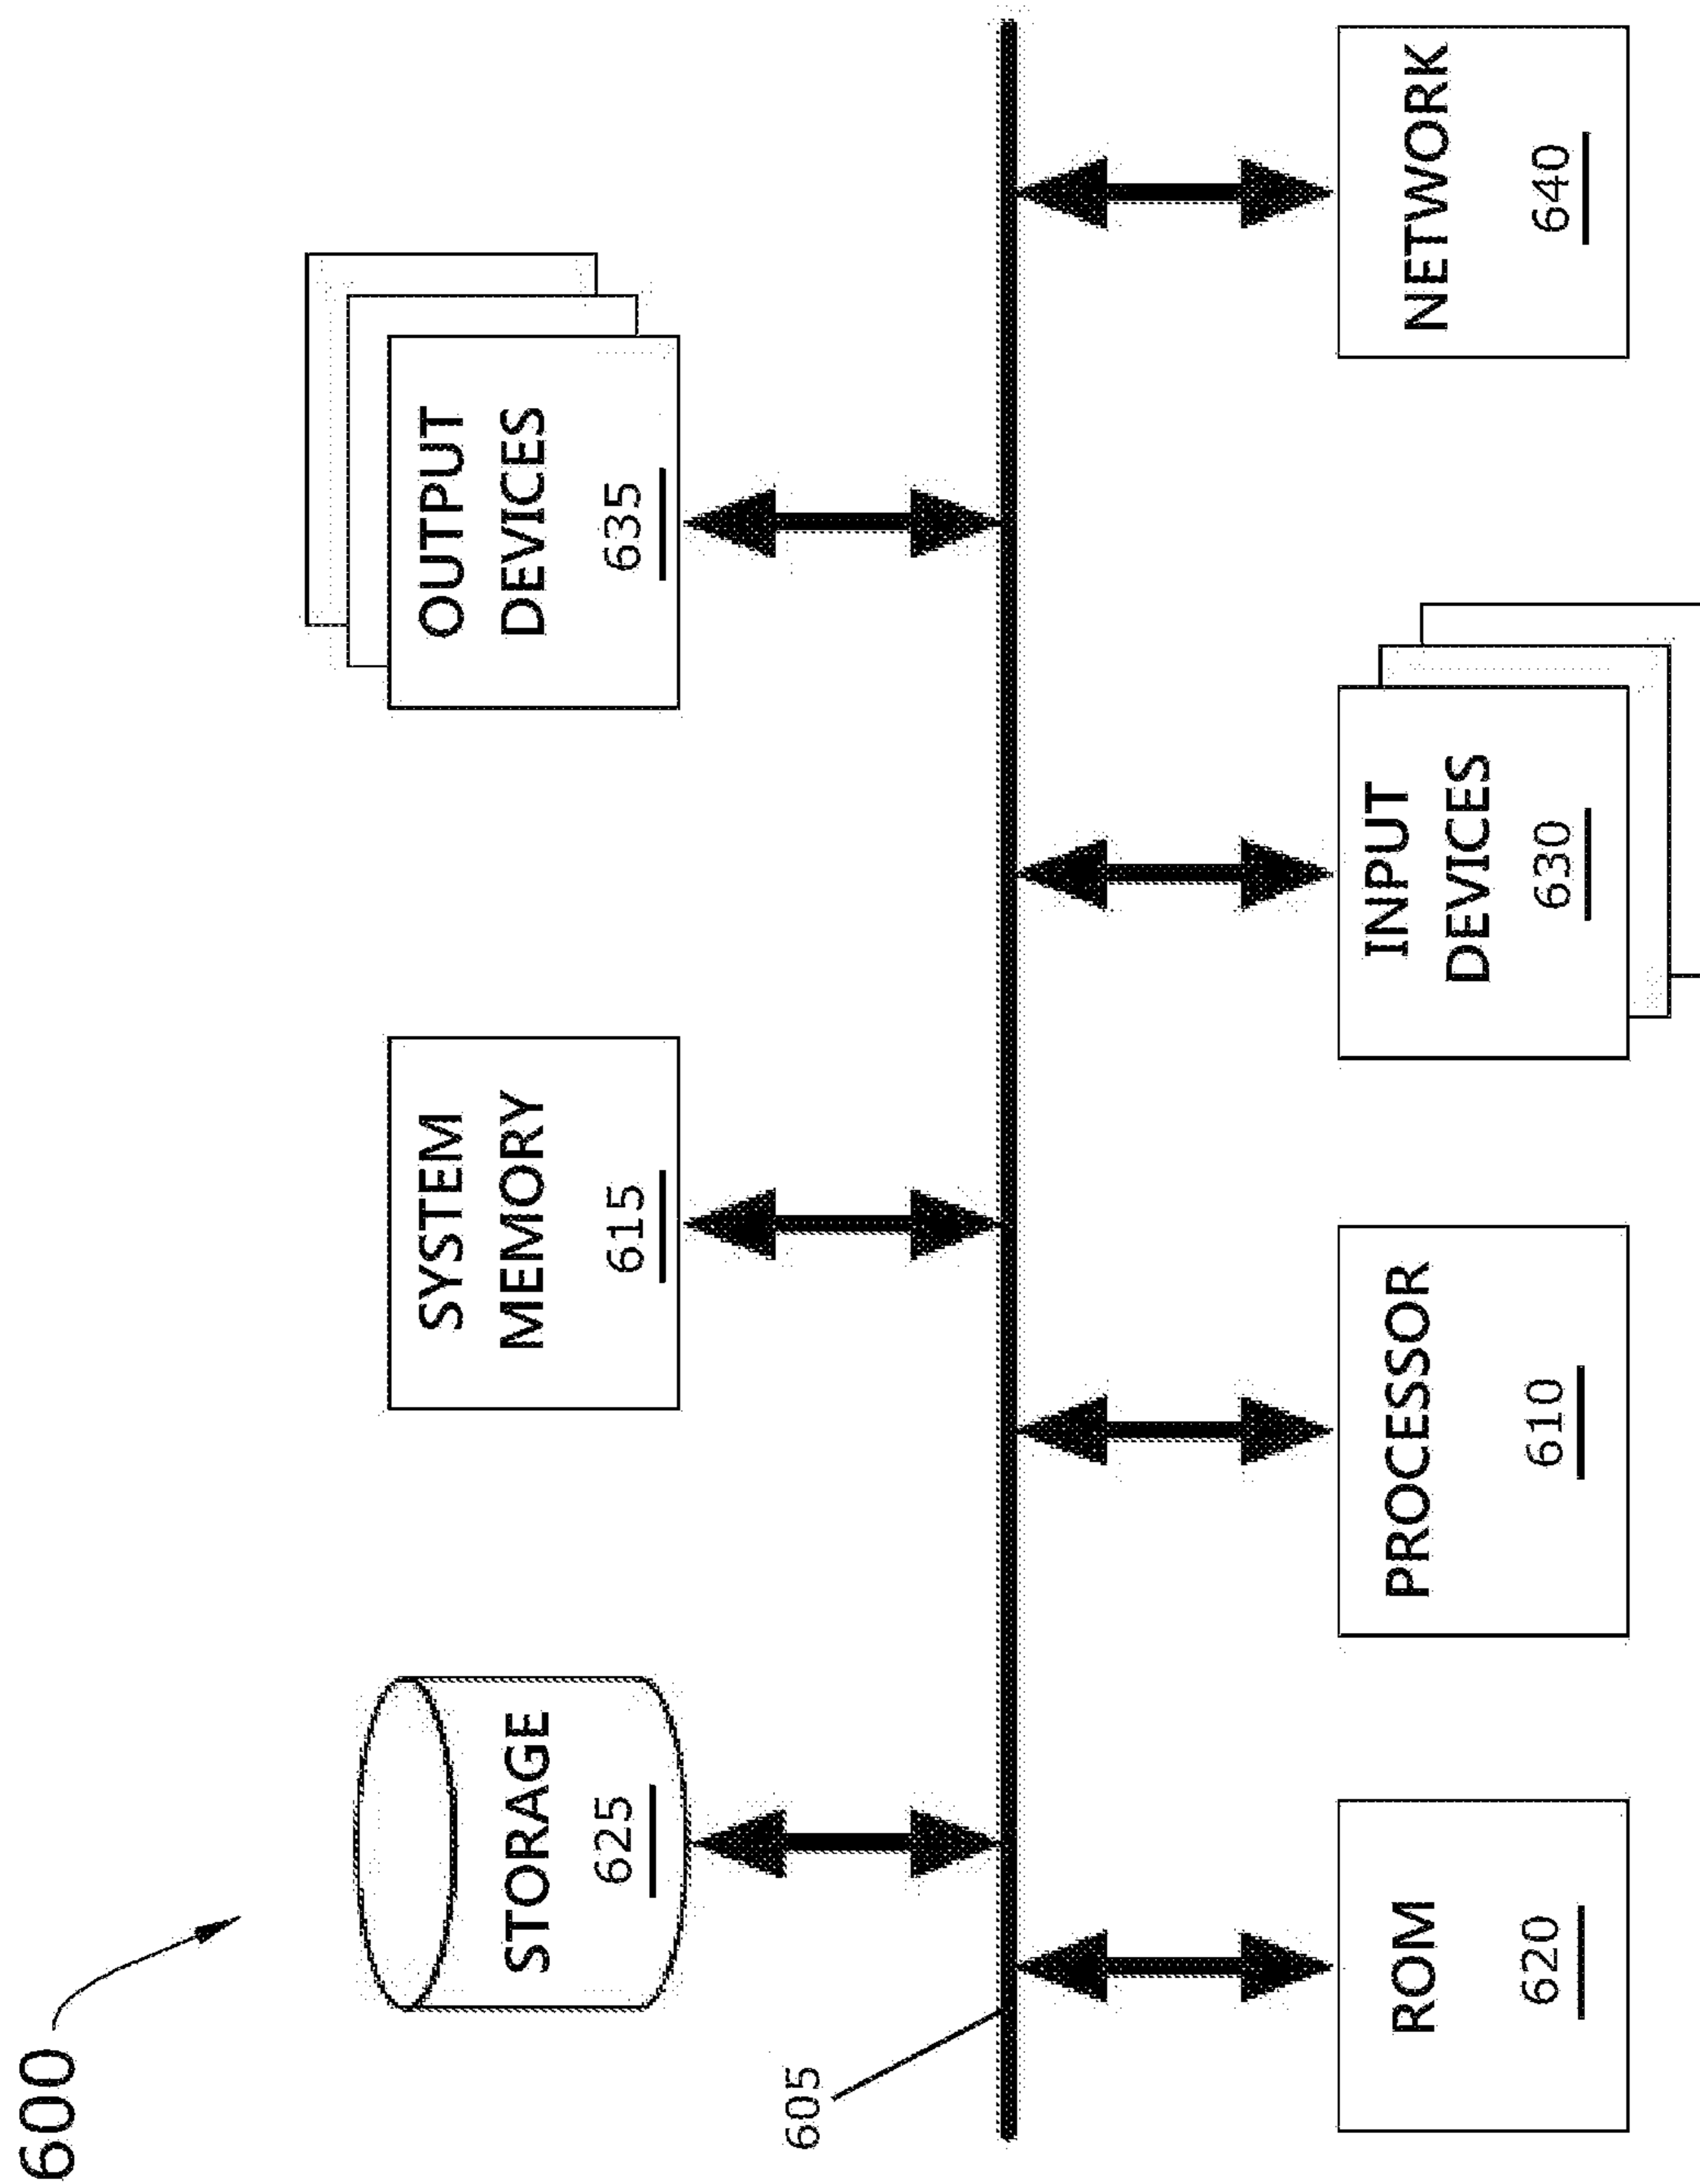 600
STORAGE
625
SYSTEM
MEMORY
615
OUTPUT
DEVICES
635
605
ROM
620
PROCESSOR
610
INPUT
DEVICES
630
NETWORK
640